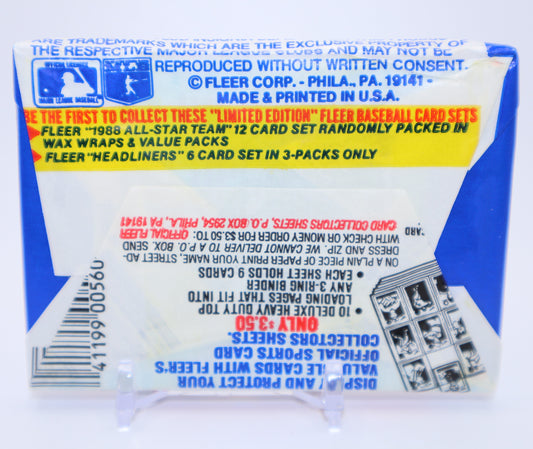 ARE TRADEMARKS WHICH ARE THE EXCLUSIVE PROPERTY OF
THE RESPECTIVE MAJOR LEAGUE CLUBS AND MAY NOT BE
REPRODUCED WITHOUT WRITTEN CONSENT.
© FLEER CORP. - PHILA., PA. 19141 -
MADE & PRINTED IN U.S.A.
BE THE FIRST TO COLLECT THESE "LIMITED EDITION" FLEER BASEBALL CARD SETS
FLEER "1988 ALL-STAR TEAM" 12 CARD SET RANDOMLY PACKED IN
WAX WRAPS & VALUE PACKS
FLEER "HEADLINERS" 6 CARD SET IN 3-PACKS ONLY
AND PROTECT YOUR
CARDS WITH FLEER'S
OFFICIAL SPORTS CARD
COLLECTORS SHEETS.
ONLY $3.50
• 10 DELUXE HEAVY DUTY TOP
LOADING PAGES THAT FIT INTO
ANY 3-RING BINDER
• EACH SHEET HOLDS 9 CARDS
ON A PLAIN PIECE OF PAPER PRINT YOUR NAME, STREET AD-
DRESS AND ZIP. (WE CANNOT DELIVER TO A P.O. BOX. SEND
WITH CHECK OR MONEY ORDER FOR $3.50 TO: OFFICIAL FLEER
CARD COLLECTORS SHEETS, P.O. BOX 2954, PHILA., PA 19141
CARD
41199 00560